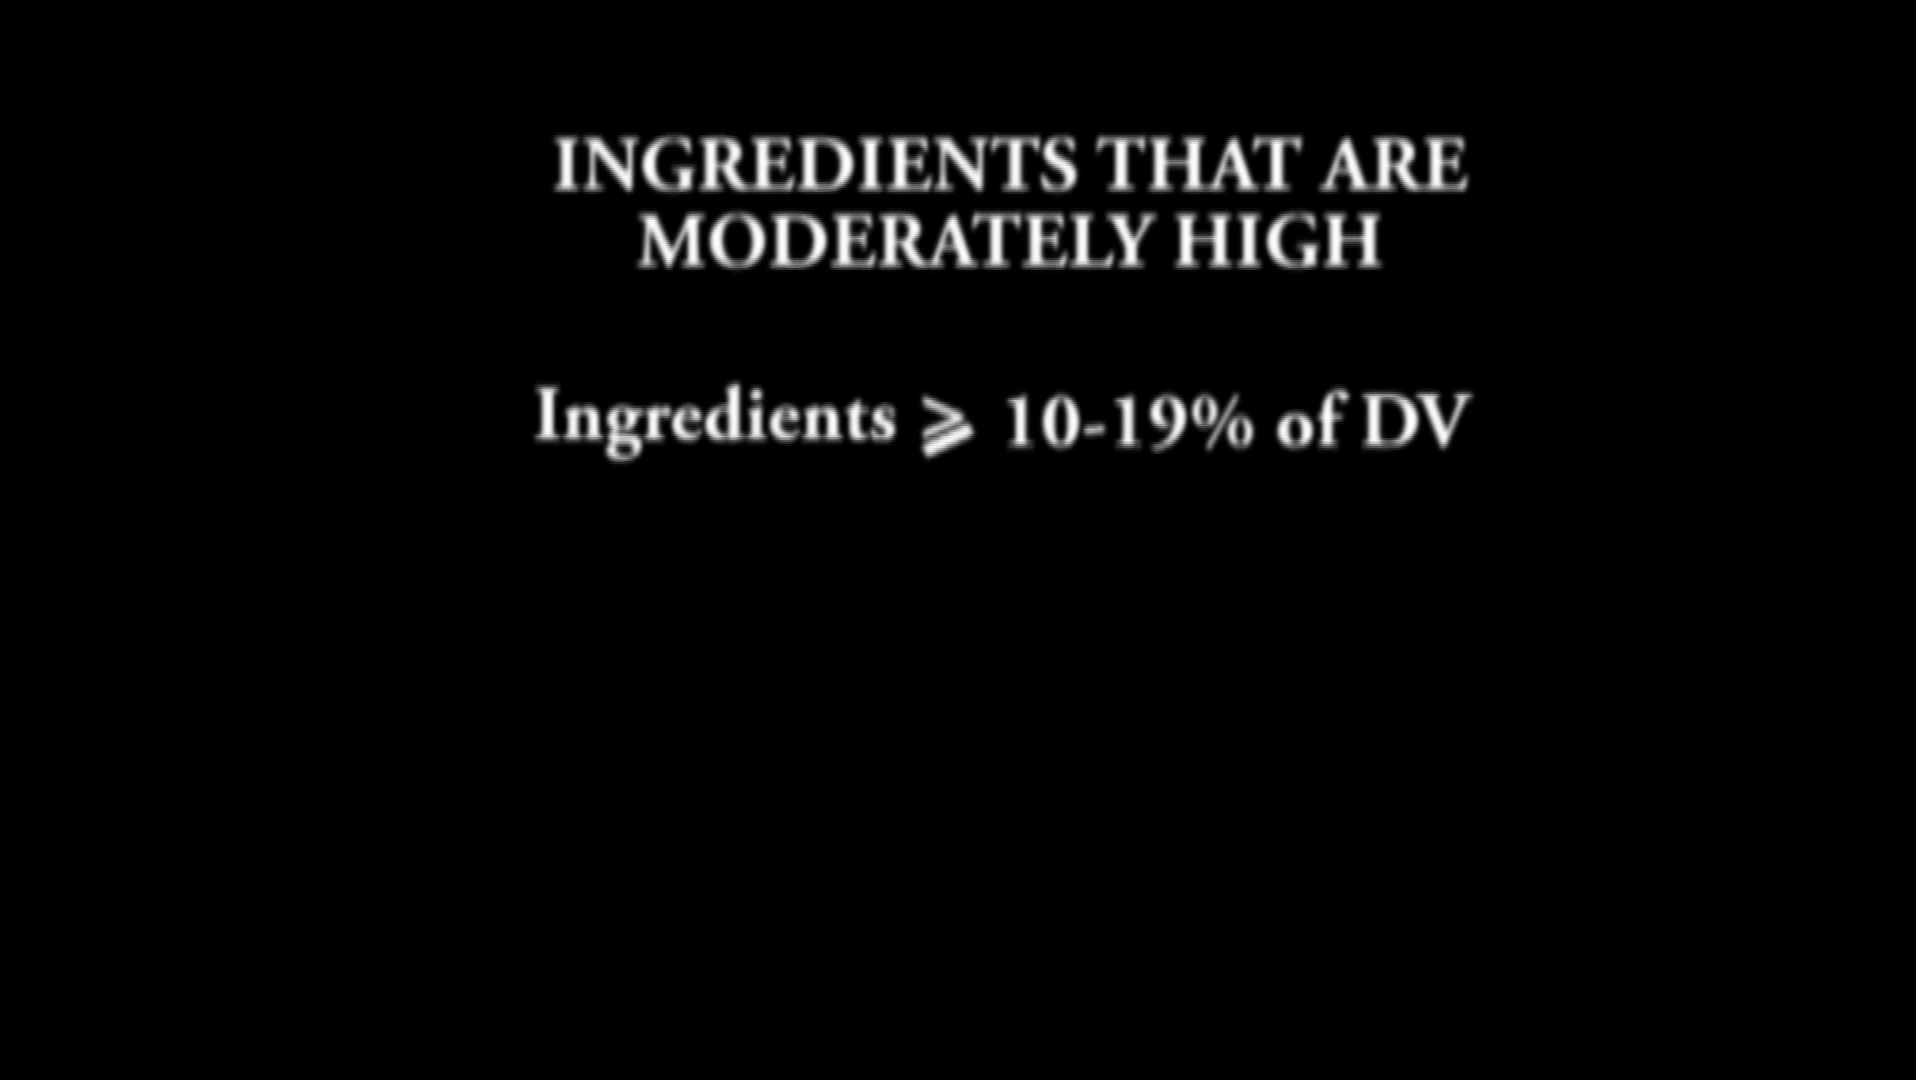 INGREDIENTS THAT ARE
MODERATELY HIGH
Ingredients ⩾ 10-19% of DV